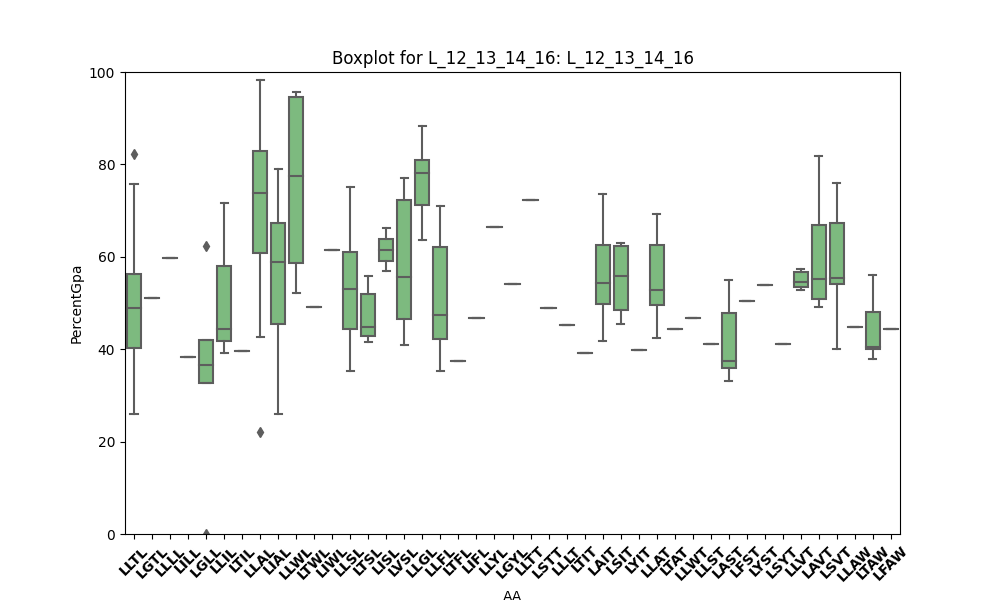 Boxplot for L_12_13_14_16: L_12_13_14_16
100
80
60
40
20
0
PercentGpa
LLTL LGTL LLLL LILL LGLL LLIL LTIL LLAL LIAL LLWL LTWL LIWL LLSL LTSL LISL LVSL LLGL LLFL LTFL LIFL LLYL LGYL LLTT LSTT LLLT LTIT LAIT LSIT LYIT LLAT LTAT LLWT LLST LAST LFST LYST LSYT LLVT LAVT LSVT LLAW LTAW LFAW
AA